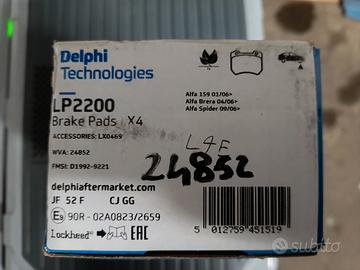 Delphi
Technologies
LP2200
Brake Pads X4
ACCESSORIES: LX0469
WVA: 24852
FMSI: D1992-9221
Alfa 159 01/06>
Alfa Brera 04/06>
Alfa Spider 09/06>
24852
delphiaftermarket.com
JF 52 F CJ GG
E9 90R - 02A0823/2659
Lockheed
EAC
5 012759 451519
subito